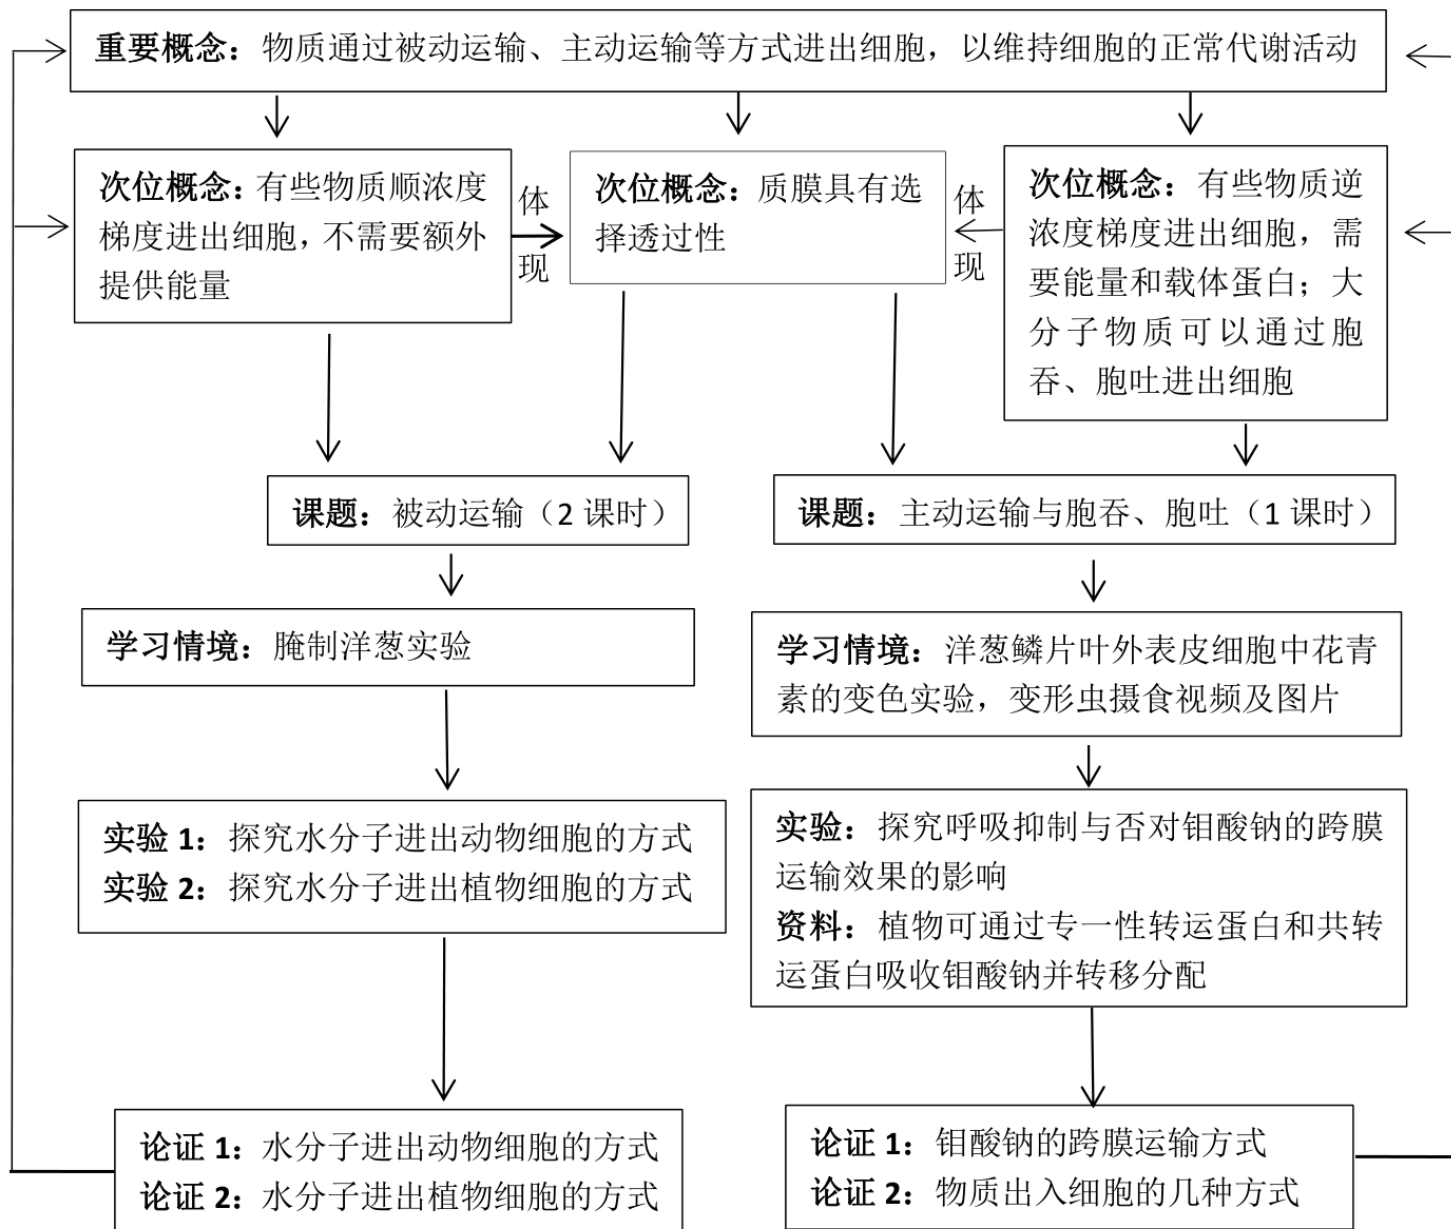 重要概念：物质通过被动运输、主动运输等方式进出细胞，以维持细胞的正常代谢活动
次位概念：有些物质顺浓度
梯度进出细胞，不需要额外
提供能量
体
现
次位概念：质膜具有选
择透过性
体
现
次位概念：有些物质逆
浓度梯度进出细胞，需
要能量和载体蛋白；大
分子物质可以通过胞
吞、胞吐进出细胞
课题：被动运输（2 课时）
课题：主动运输与胞吞、胞吐（1 课时）
学习情境：腌制洋葱实验
学习情境：洋葱鳞片叶外表皮细胞中花青
素的变色实验，变形虫摄食视频及图片
实验 1：探究水分子进出动物细胞的方式
实验 2：探究水分子进出植物细胞的方式
实验：探究呼吸抑制与否对钼酸钠的跨膜
运输效果的影响
资料：植物可通过专一性转运蛋白和共转
运蛋白吸收钼酸钠并转移分配
论证 1：水分子进出动物细胞的方式
论证 2：水分子进出植物细胞的方式
论证 1：钼酸钠的跨膜运输方式
论证 2：物质出入细胞的几种方式